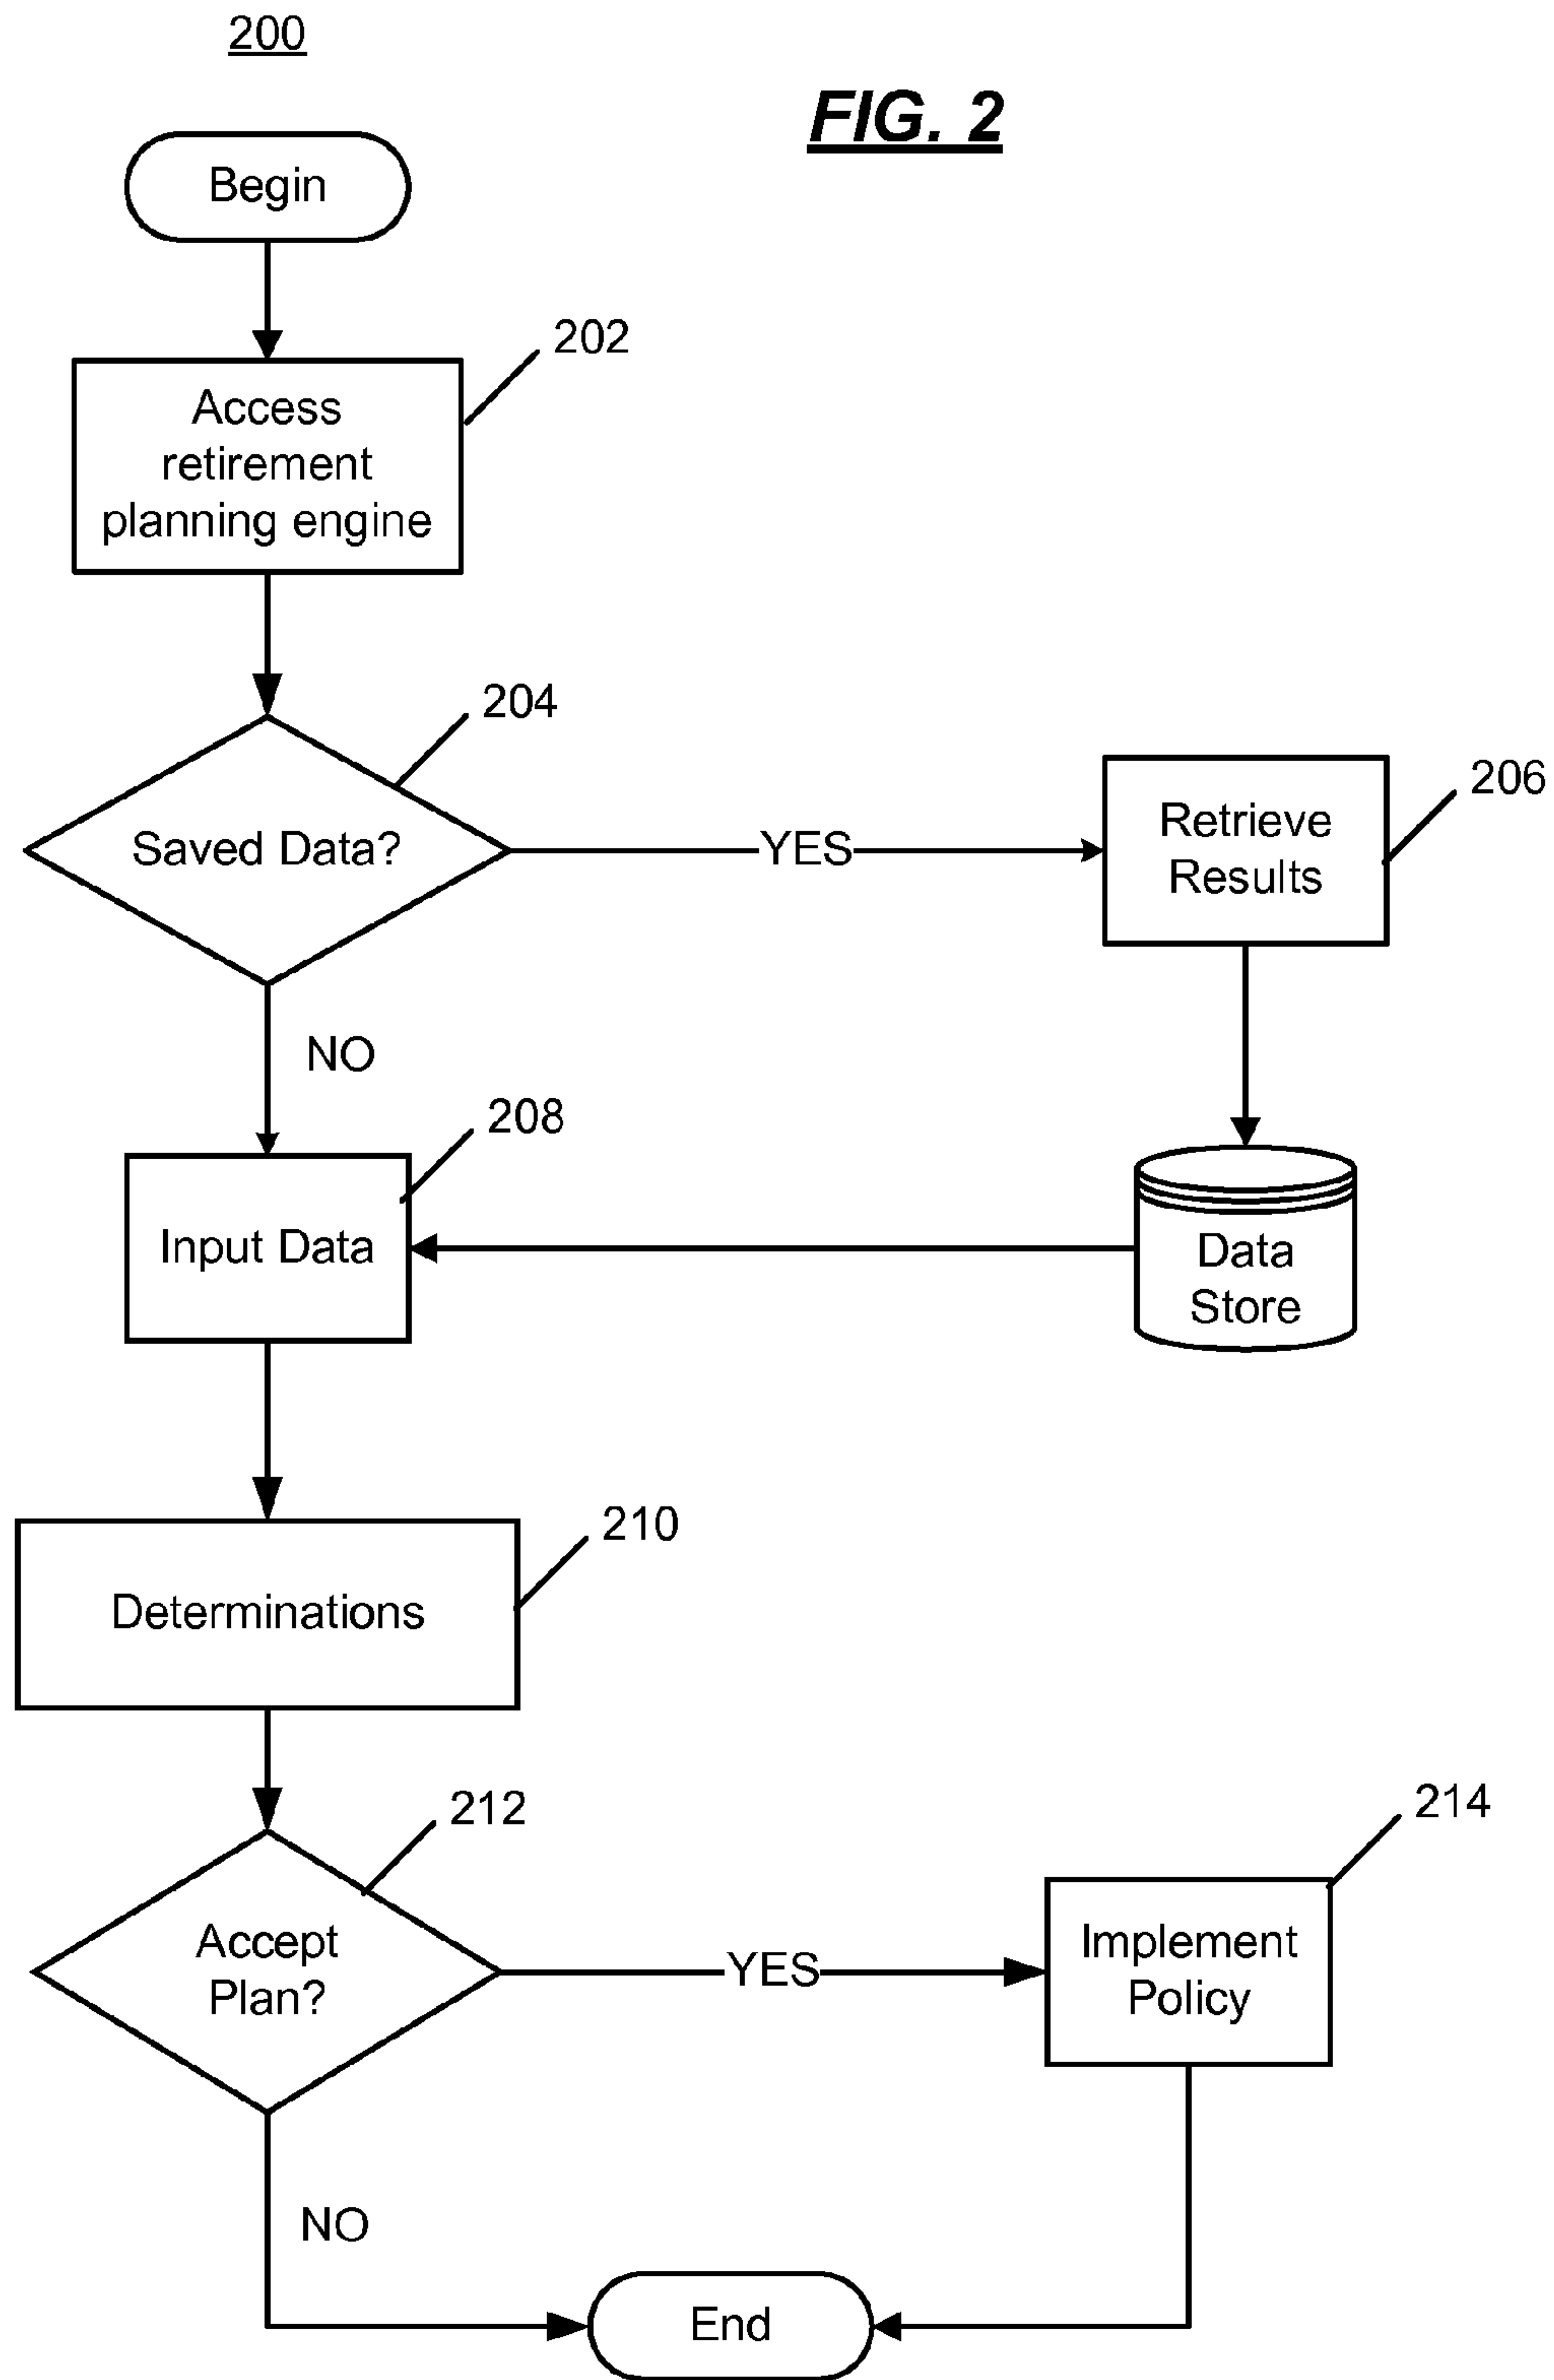 200
FIG. 2
Begin
202
Access
retirement
planning engine
204
Saved Data?
YES
Retrieve
Results
206
NO
208
Input Data
Data
Store
210
Determinations
212
Accept
Plan?
YES
214
Implement
Policy
NO
End